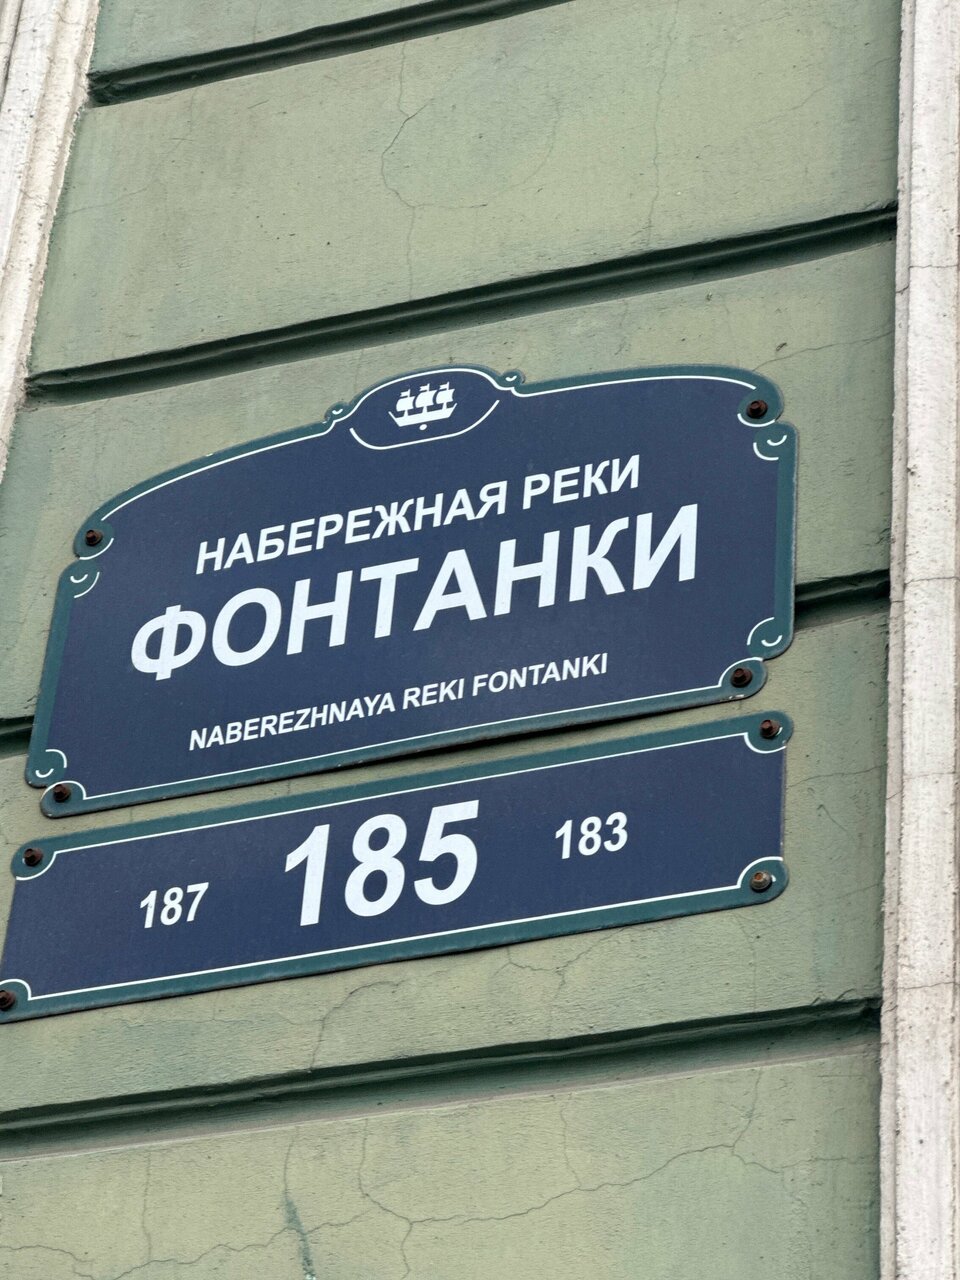 НАБЕРЕЖНАЯ РЕКИ
ФОНТАНКИ
NABEREZHNAYA REKI FONTANKI
187 185 183